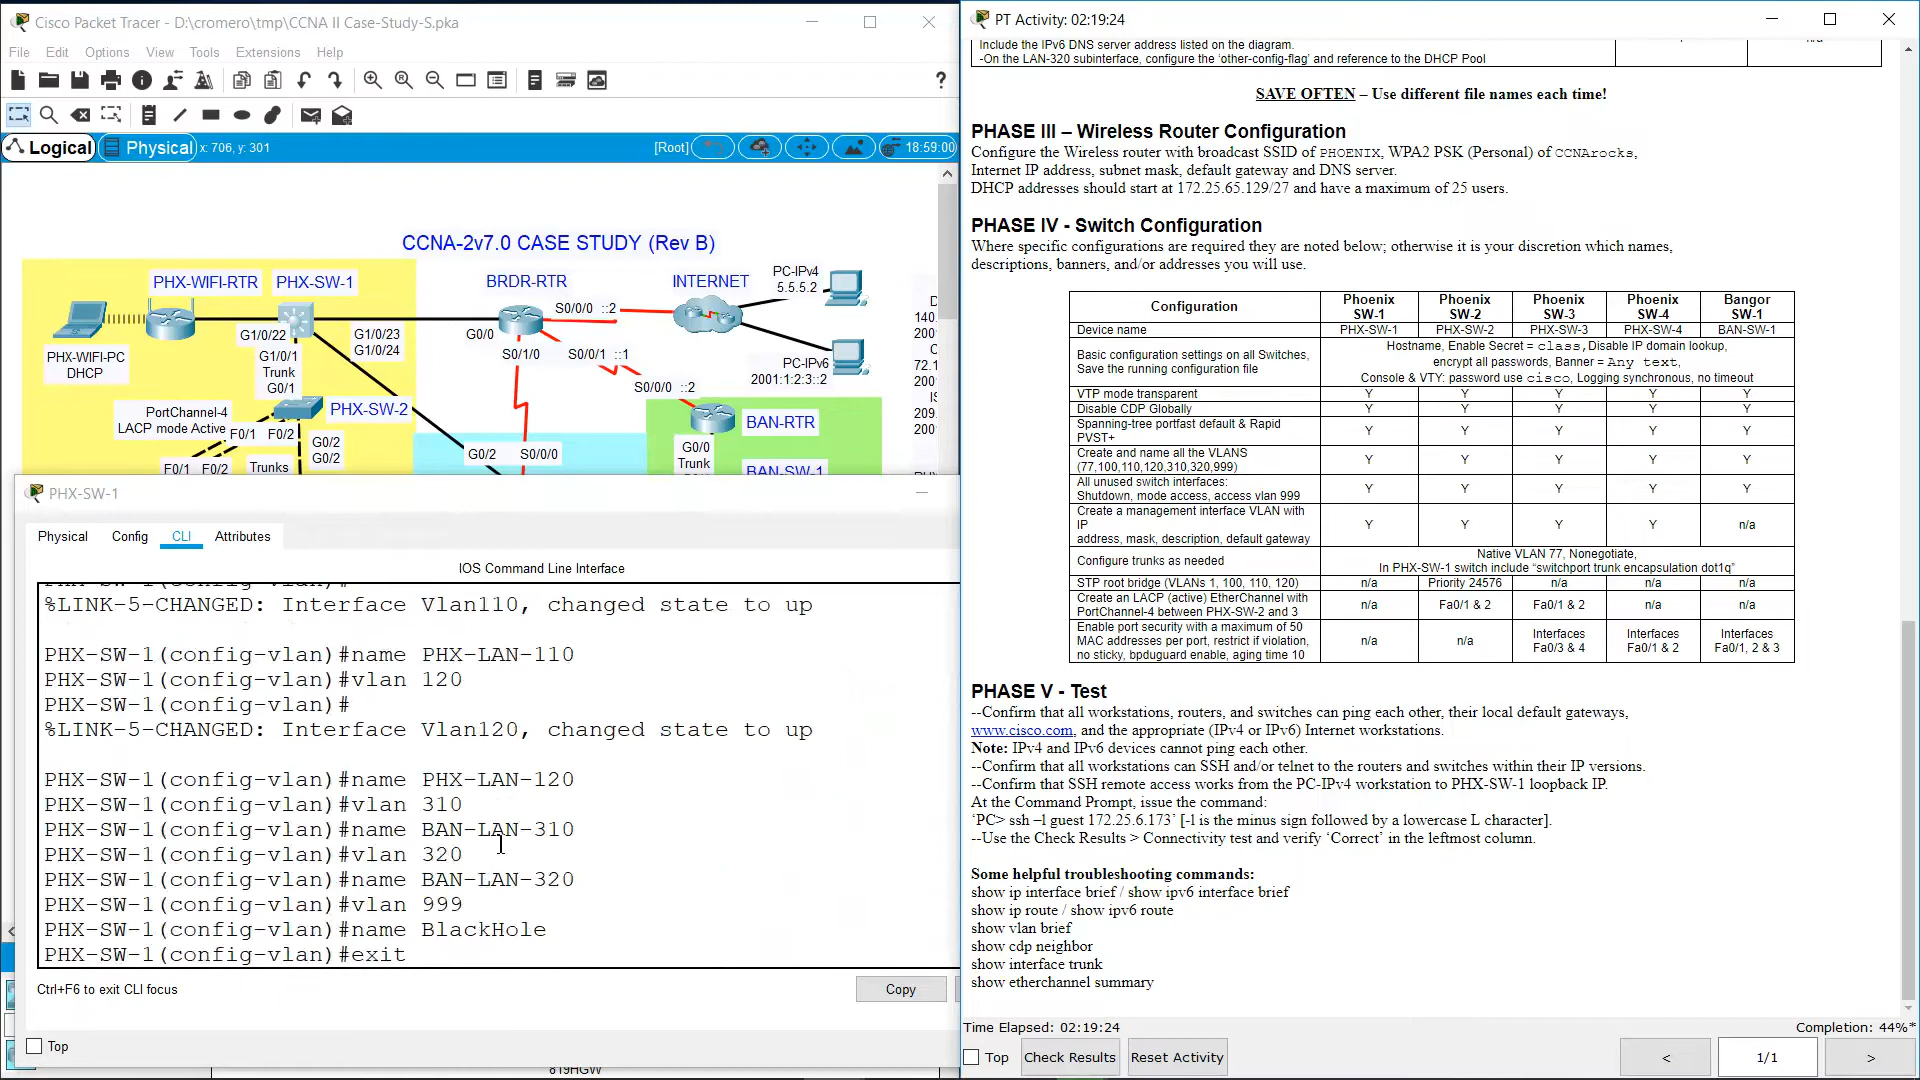 Cisco Packet Tracer - D:\cromero\tmp\CCNA II Case-Study-S.pka
File Edit Options View Tools Extensions Help
?
Logical
Physical x: 706, y: 301
[Root]
18:59:00
CCNA-2v7.0 CASE STUDY (Rev B)
PHX-WIFI-RTR PHX-SW-1
BRDR-RTR
INTERNET
PC-IPv4
5.5.5.2
S0/0/0 ::2
G1/0/22
G1/0/23
G1/0/24
G0/0
G1/0/1
Trunk
G0/1
S0/1/0
S0/0/1 ::1
PHX-WIFI-PC
DHCP
PC-IPv6
2001:1:2:3::2
S0/0/0 ::2
PortChannel-4
LACP mode Active
PHX-SW-2
BAN-RTR
F0/1 F0/2
G0/2
G0/2
G0/0
Trunk
F0/1 F0/2
Trunks
G0/2
S0/0/0
BAN-SW-1
140.
72.1
200
209.
200
PHX-SW-1
Physical Config CLI Attributes
IOS Command Line Interface
%LINK-5-CHANGED: Interface Vlan110, changed state to up
PHX-SW-1(config-vlan)#name PHX-LAN-110
PHX-SW-1(config-vlan)#vlan 120
PHX-SW-1(config-vlan)#
%LINK-5-CHANGED: Interface Vlan120, changed state to up
PHX-SW-1(config-vlan)#name PHX-LAN-120
PHX-SW-1(config-vlan)#vlan 310
PHX-SW-1(config-vlan)#name BAN-LAN-310
PHX-SW-1(config-vlan)#vlan 320
PHX-SW-1(config-vlan)#name BAN-LAN-320
PHX-SW-1(config-vlan)#vlan 999
PHX-SW-1(config-vlan)#name BlackHole
PHX-SW-1(config-vlan)#exit
Ctrl+F6 to exit CLI focus
Copy
Top
819HGW
PT Activity: 02:19:24
Include the IPv6 DNS server address listed on the diagram.
-On the LAN-320 subinterface, configure the 'other-config-flag' and reference to the DHCP Pool
SAVE OFTEN – Use different file names each time!
PHASE III – Wireless Router Configuration
Configure the Wireless router with broadcast SSID of PHOENIX, WPA2 PSK (Personal) of CCNArocks,
Internet IP address, subnet mask, default gateway and DNS server.
DHCP addresses should start at 172.25.65.129/27 and have a maximum of 25 users.
PHASE IV - Switch Configuration
Where specific configurations are required they are noted below; otherwise it is your discretion which names,
descriptions, banners, and/or addresses you will use.
Configuration
Phoenix SW-1
Phoenix SW-2
Phoenix SW-3
Phoenix SW-4
Bangor SW-1
Device name PHX-SW-1 PHX-SW-2 PHX-SW-3 PHX-SW-4 BAN-SW-1
Basic configuration settings on all Switches,
Save the running configuration file
Hostname, Enable Secret = class, Disable IP domain lookup,
encrypt all passwords, Banner = Any text,
Console & VTY: password use cisco, Logging synchronous, no timeout
VTP mode transparent Y Y Y Y Y
Disable CDP Globally Y Y Y Y Y
Spanning-tree portfast default & Rapid
PVST+
Y Y Y Y Y
Create and name all the VLANS
(77,100,110,120,310,320,999)
Y Y Y Y Y
All unused switch interfaces:
Shutdown, mode access, access vlan 999
Y Y Y Y Y
Create a management interface VLAN with
IP
address, mask, description, default gateway
Y Y Y Y n/a
Configure trunks as needed
Native VLAN 77, Nonegotiate,
In PHX-SW-1 switch include "switchport trunk encapsulation dot1q"
STP root bridge (VLANs 1, 100, 110, 120) n/a Priority 24576 n/a n/a n/a
Create an LACP (active) EtherChannel with
PortChannel-4 between PHX-SW-2 and 3
n/a Fa0/1 & 2 Fa0/1 & 2 n/a n/a
Enable port security with a maximum of 50
MAC addresses per port, restrict if violation,
no sticky, bpduguard enable, aging time 10
n/a n/a
Interfaces
Fa0/3 & 4
Interfaces
Fa0/1 & 2
Interfaces
Fa0/1, 2 & 3
PHASE V - Test
--Confirm that all workstations, routers, and switches can ping each other, their local default gateways,
www.cisco.com, and the appropriate (IPv4 or IPv6) Internet workstations.
Note: IPv4 and IPv6 devices cannot ping each other.
--Confirm that all workstations can SSH and/or telnet to the routers and switches within their IP versions.
--Confirm that SSH remote access works from the PC-IPv4 workstation to PHX-SW-1 loopback IP.
At the Command Prompt, issue the command:
'PC> ssh –l guest 172.25.6.173' [-l is the minus sign followed by a lowercase L character].
--Use the Check Results > Connectivity test and verify 'Correct' in the leftmost column.
Some helpful troubleshooting commands:
show ip interface brief / show ipv6 interface brief
show ip route / show ipv6 route
show vlan brief
show cdp neighbor
show interface trunk
show etherchannel summary
Time Elapsed: 02:19:24
Completion: 44%*
Top
Check Results
Reset Activity
<
1/1
>